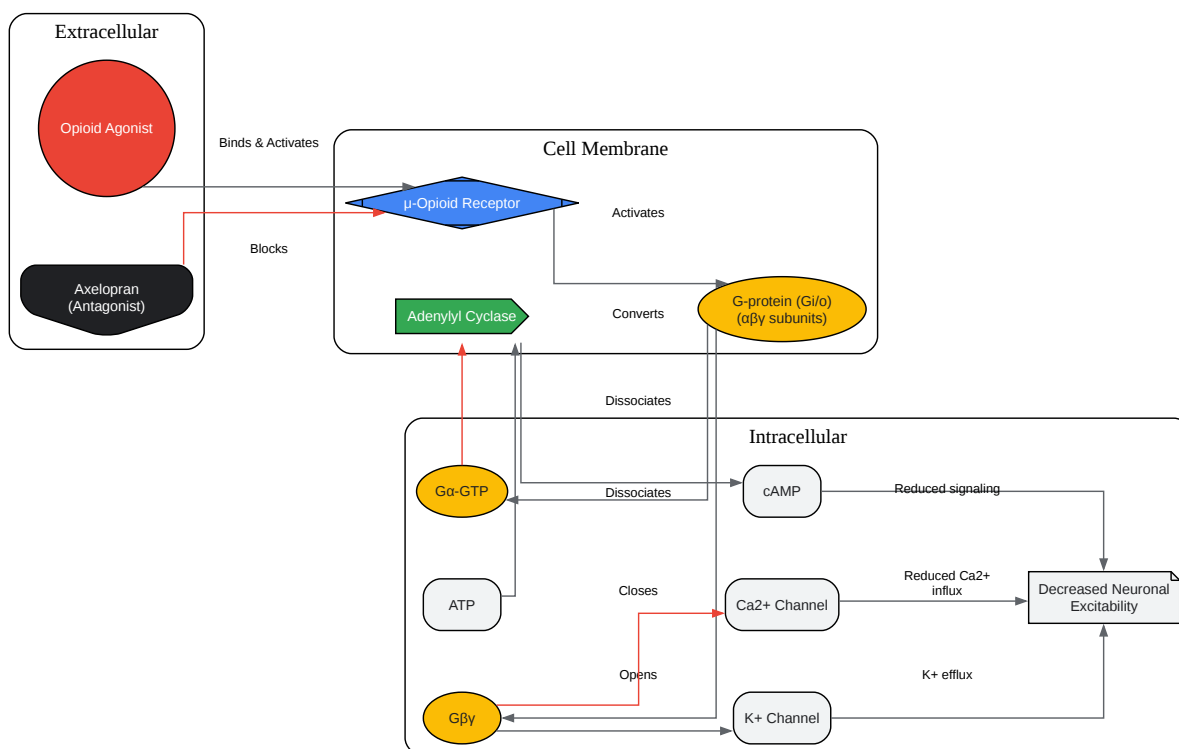 Extracellular
Opioid Agonist
Binds & Activates
Cell Membrane
μ-Opioid Receptor
Activates
Blocks
Axelopran
(Antagonist)
Adenylyl Cyclase
Converts
G-protein (Gi/o)
(αβγ subunits)
Dissociates
Intracellular
Gα-GTP
Dissociates
cAMP
Reduced signaling
ATP
Closes
Ca2+ Channel
Reduced Ca2+
influx
Decreased Neuronal
Excitability
Opens
Gβγ
K+ Channel
K+ efflux